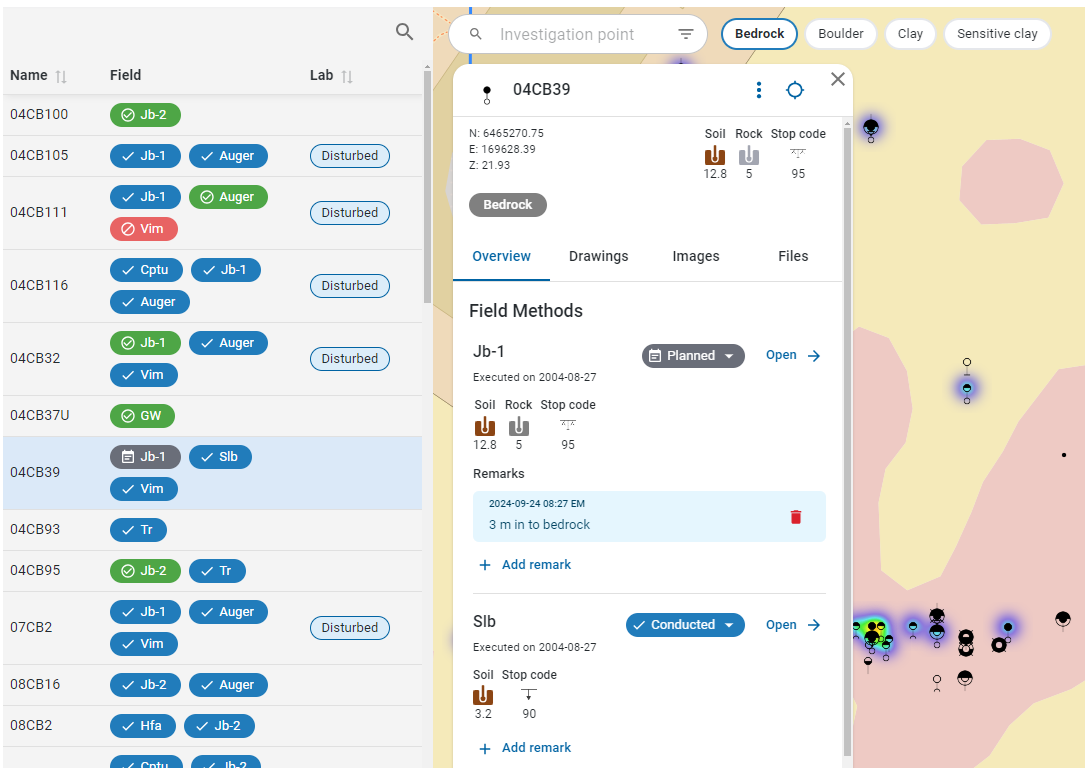 Name Field Lab
04CB100 Jb-2
04CB105 Jb-1 Auger Disturbed
04CB111 Jb-1 Auger Disturbed
Vim
04CB116 Cptu Jb-1 Disturbed
Auger
04CB32 Jb-1 Auger Disturbed
Vim
04CB37U GW
04CB39 Jb-1 Slb
Vim
04CB93 Tr
04CB95 Jb-2 Tr
07CB2 Jb-1 Auger Disturbed
Vim
08CB16 Jb-2 Auger
08CB2 Hfa Jb-2
Cptu Jb-2
Investigation point
Bedrock Boulder Clay Sensitive clay
04CB39
N: 6465270.75
E: 169628.39
Z: 21.93
Soil Rock Stop code
12.8 5 95
Bedrock
Overview Drawings Images Files
Field Methods
Jb-1 Planned Open
Executed on 2004-08-27
Soil Rock Stop code
12.8 5 95
Remarks
2024-09-24 08:27 EM
3 m in to bedrock
Add remark
Slb Conducted Open
Executed on 2004-08-27
Soil Stop code
3.2 90
Add remark